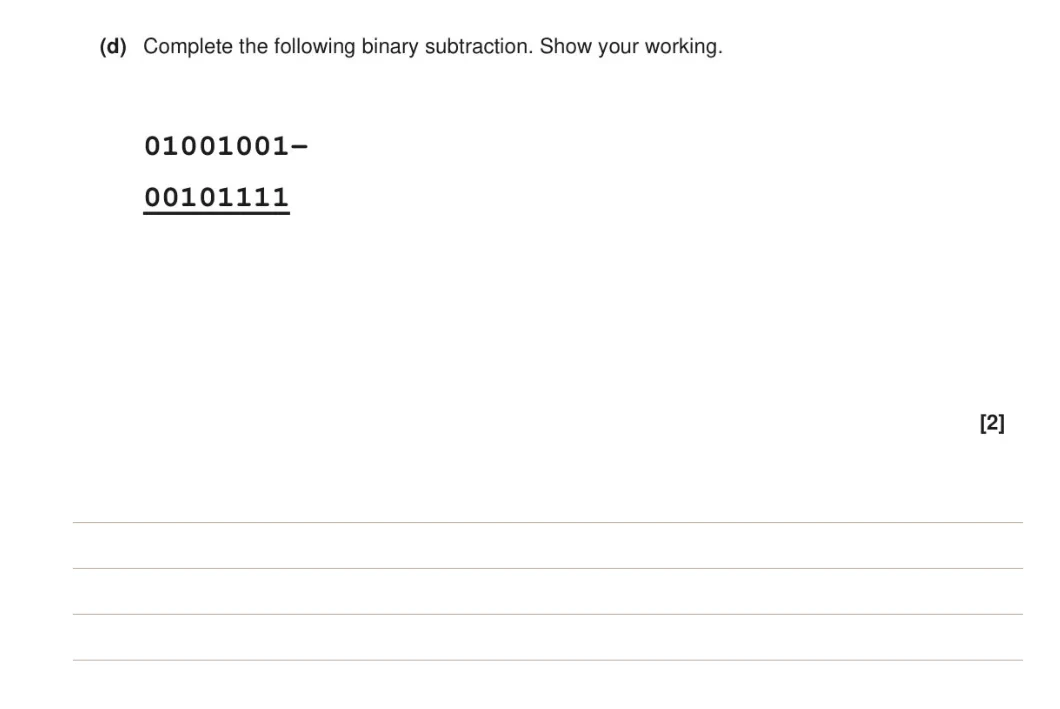 (d) Complete the following binary subtraction. Show your working.
01001001–
00101111
[2]